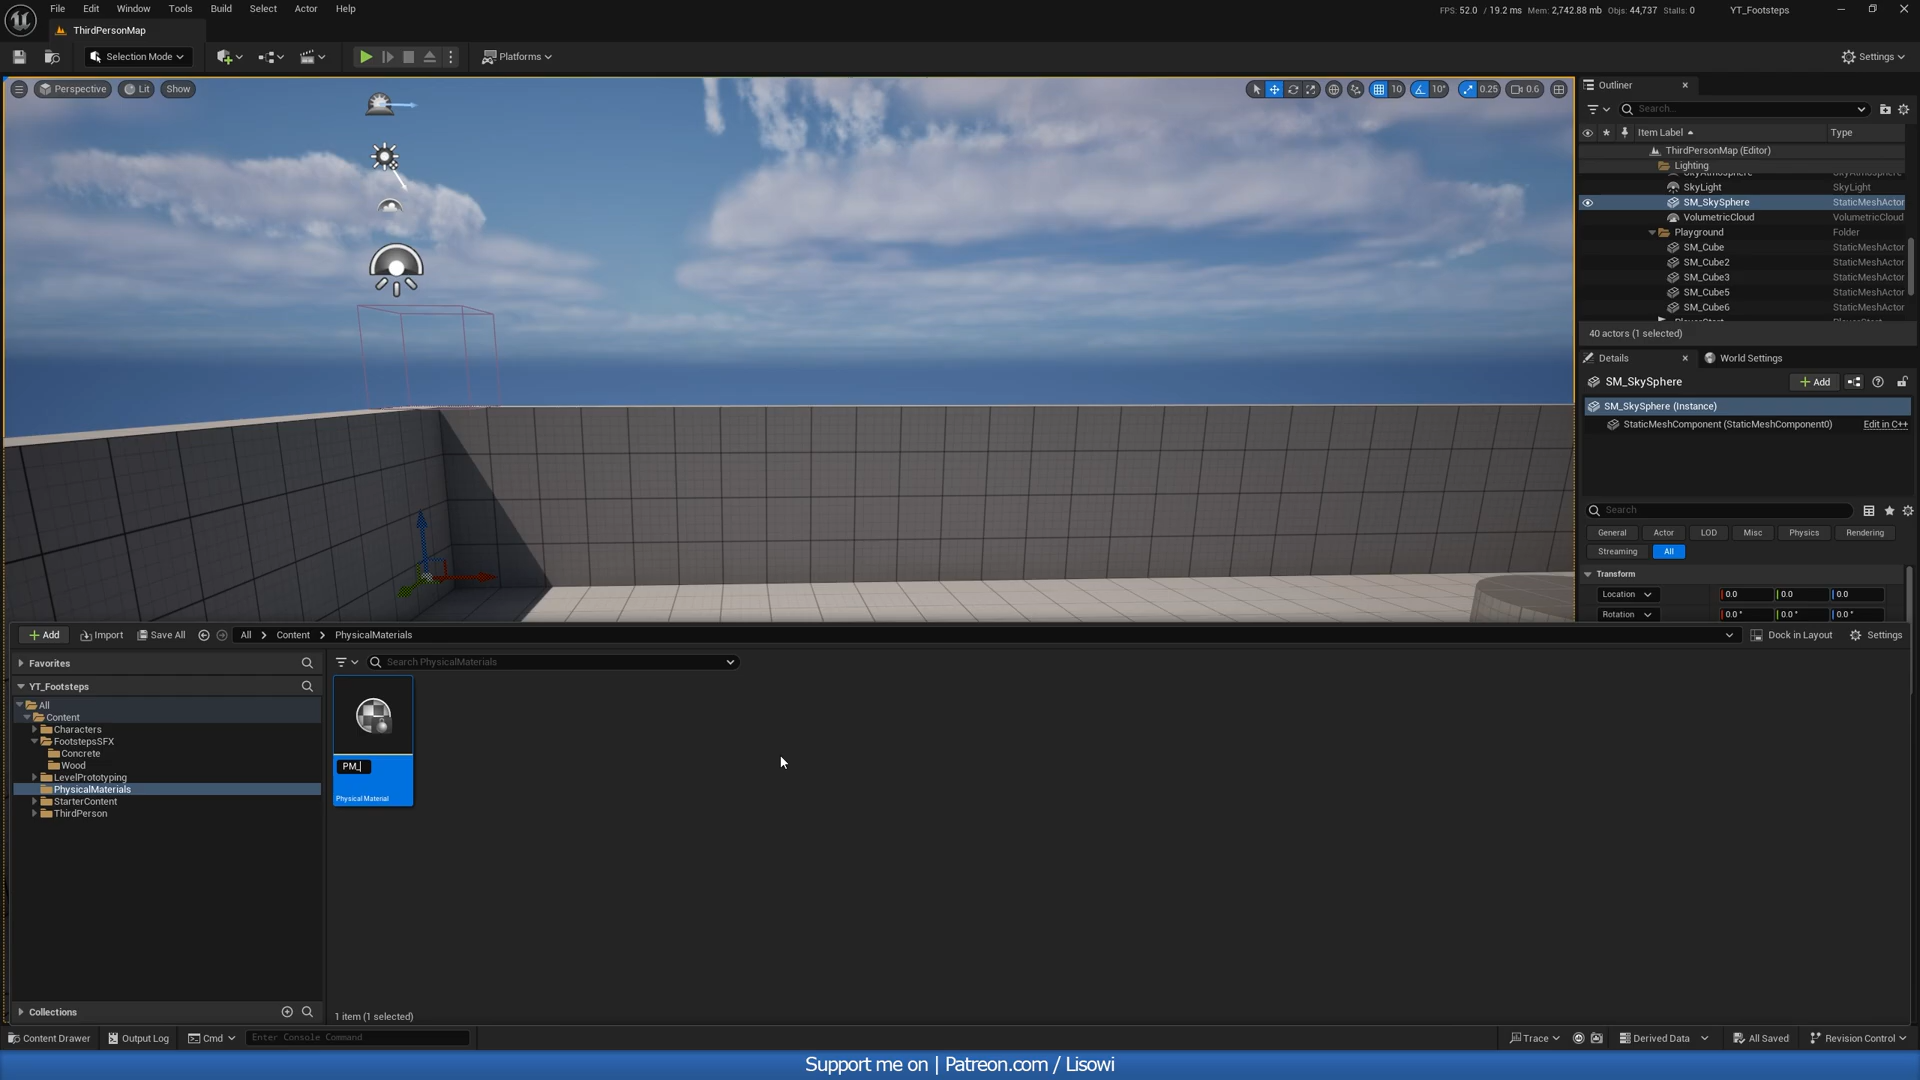 File Edit Window Tools Build Select Actor Help
FPS: 52.0 / 19.2 ms Mem: 2,742.88 mb Objs: 44,737 Stalls: 0 YT_Footsteps
ThirdPersonMap
Selection Mode Platforms Settings
Perspective Lit Show 10 10° 0.25 0.6
Outliner
Search...
Item Label Type
ThirdPersonMap (Editor)
Lighting
SkyAtmosphere SkyAtmosphere
SkyLight SkyLight
SM_SkySphere StaticMeshActor
VolumetricCloud VolumetricCloud
Playground Folder
SM_Cube StaticMeshActor
SM_Cube2 StaticMeshActor
SM_Cube3 StaticMeshActor
SM_Cube5 StaticMeshActor
SM_Cube6 StaticMeshActor
PlayerStart PlayerStart
40 actors (1 selected)
Details World Settings
SM_SkySphere Add
SM_SkySphere (Instance)
StaticMeshComponent (StaticMeshComponent0) Edit in C++
Search
General Actor LOD Misc Physics Rendering
Streaming All
Transform
Location 0.0 0.0 0.0
Rotation 0.0 ° 0.0 ° 0.0 °
Add Import Save All All Content PhysicalMaterials Dock in Layout Settings
Favorites
YT_Footsteps
All
Content
Characters
FootstepsSFX
Concrete
Wood
LevelPrototyping
PhysicalMaterials
StarterContent
ThirdPerson
Collections
Search PhysicalMaterials
PM_
Physical Material
1 item (1 selected)
Content Drawer Output Log Cmd Enter Console Command Trace Derived Data All Saved Revision Control
Support me on | Patreon.com / Lisowi